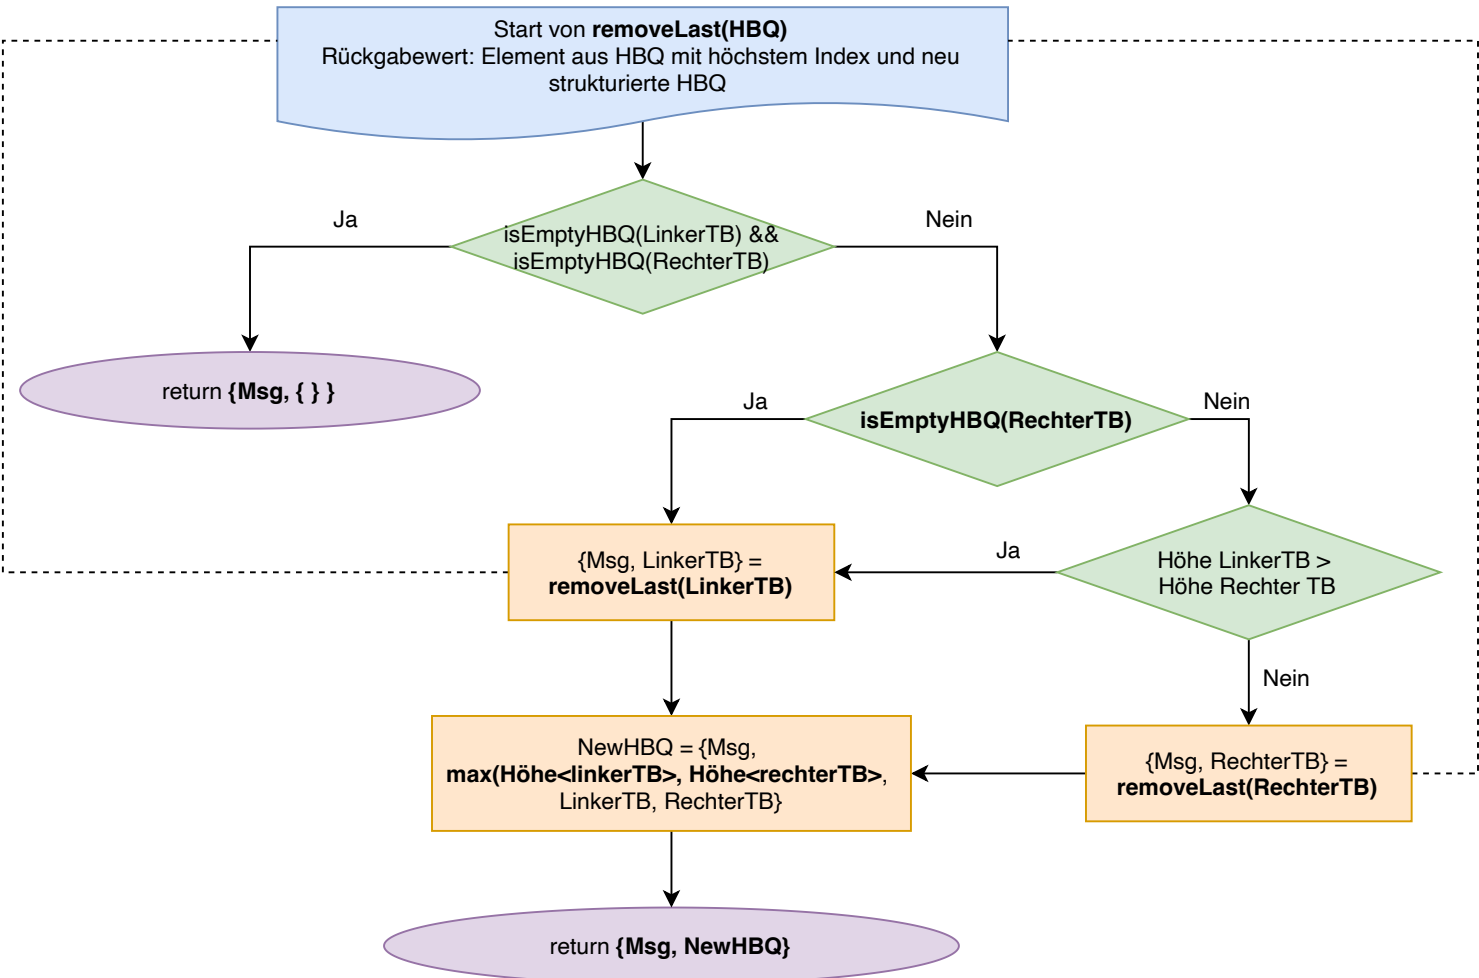 Start von removeLast(HBQ)
Rückgabewert: Element aus HBQ mit höchstem Index und neu
strukturierte HBQ
Ja
Nein
isEmptyHBQ(LinkerTB) &&
isEmptyHBQ(RechterTB)
return {Msg, { } }
Ja
Nein
isEmptyHBQ(RechterTB)
{Msg, LinkerTB} =
removeLast(LinkerTB)
Ja
Höhe LinkerTB >
Höhe Rechter TB
Nein
NewHBQ = {Msg,
max(Höhe<linkerTB>, Höhe<rechterTB>,
LinkerTB, RechterTB}
{Msg, RechterTB} =
removeLast(RechterTB)
return {Msg, NewHBQ}